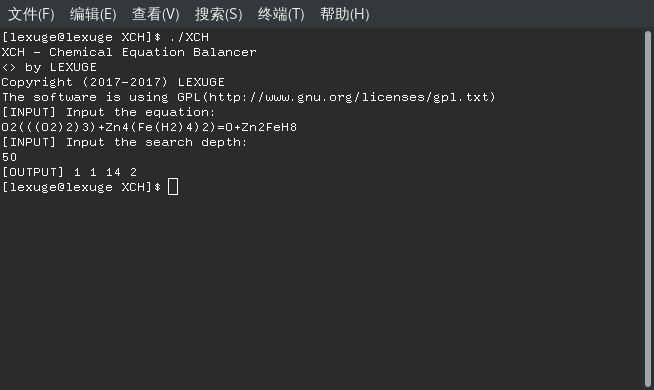 文件(F) 编辑(E) 查看(V) 搜索(S) 终端(T) 帮助(H)
[lexuge@lexuge XCH]$ ./XCH
XCH - Chemical Equation Balancer
<> by LEXUGE
Copyright (2017-2017) LEXUGE
The software is using GPL(http://www.gnu.org/licenses/gpl.txt)
[INPUT] Input the equation:
O2(((O2)2)3)+Zn4(Fe(H2)4)2)=O+Zn2FeH8
[INPUT] Input the search depth:
50
[OUTPUT] 1 1 14 2
[lexuge@lexuge XCH]$